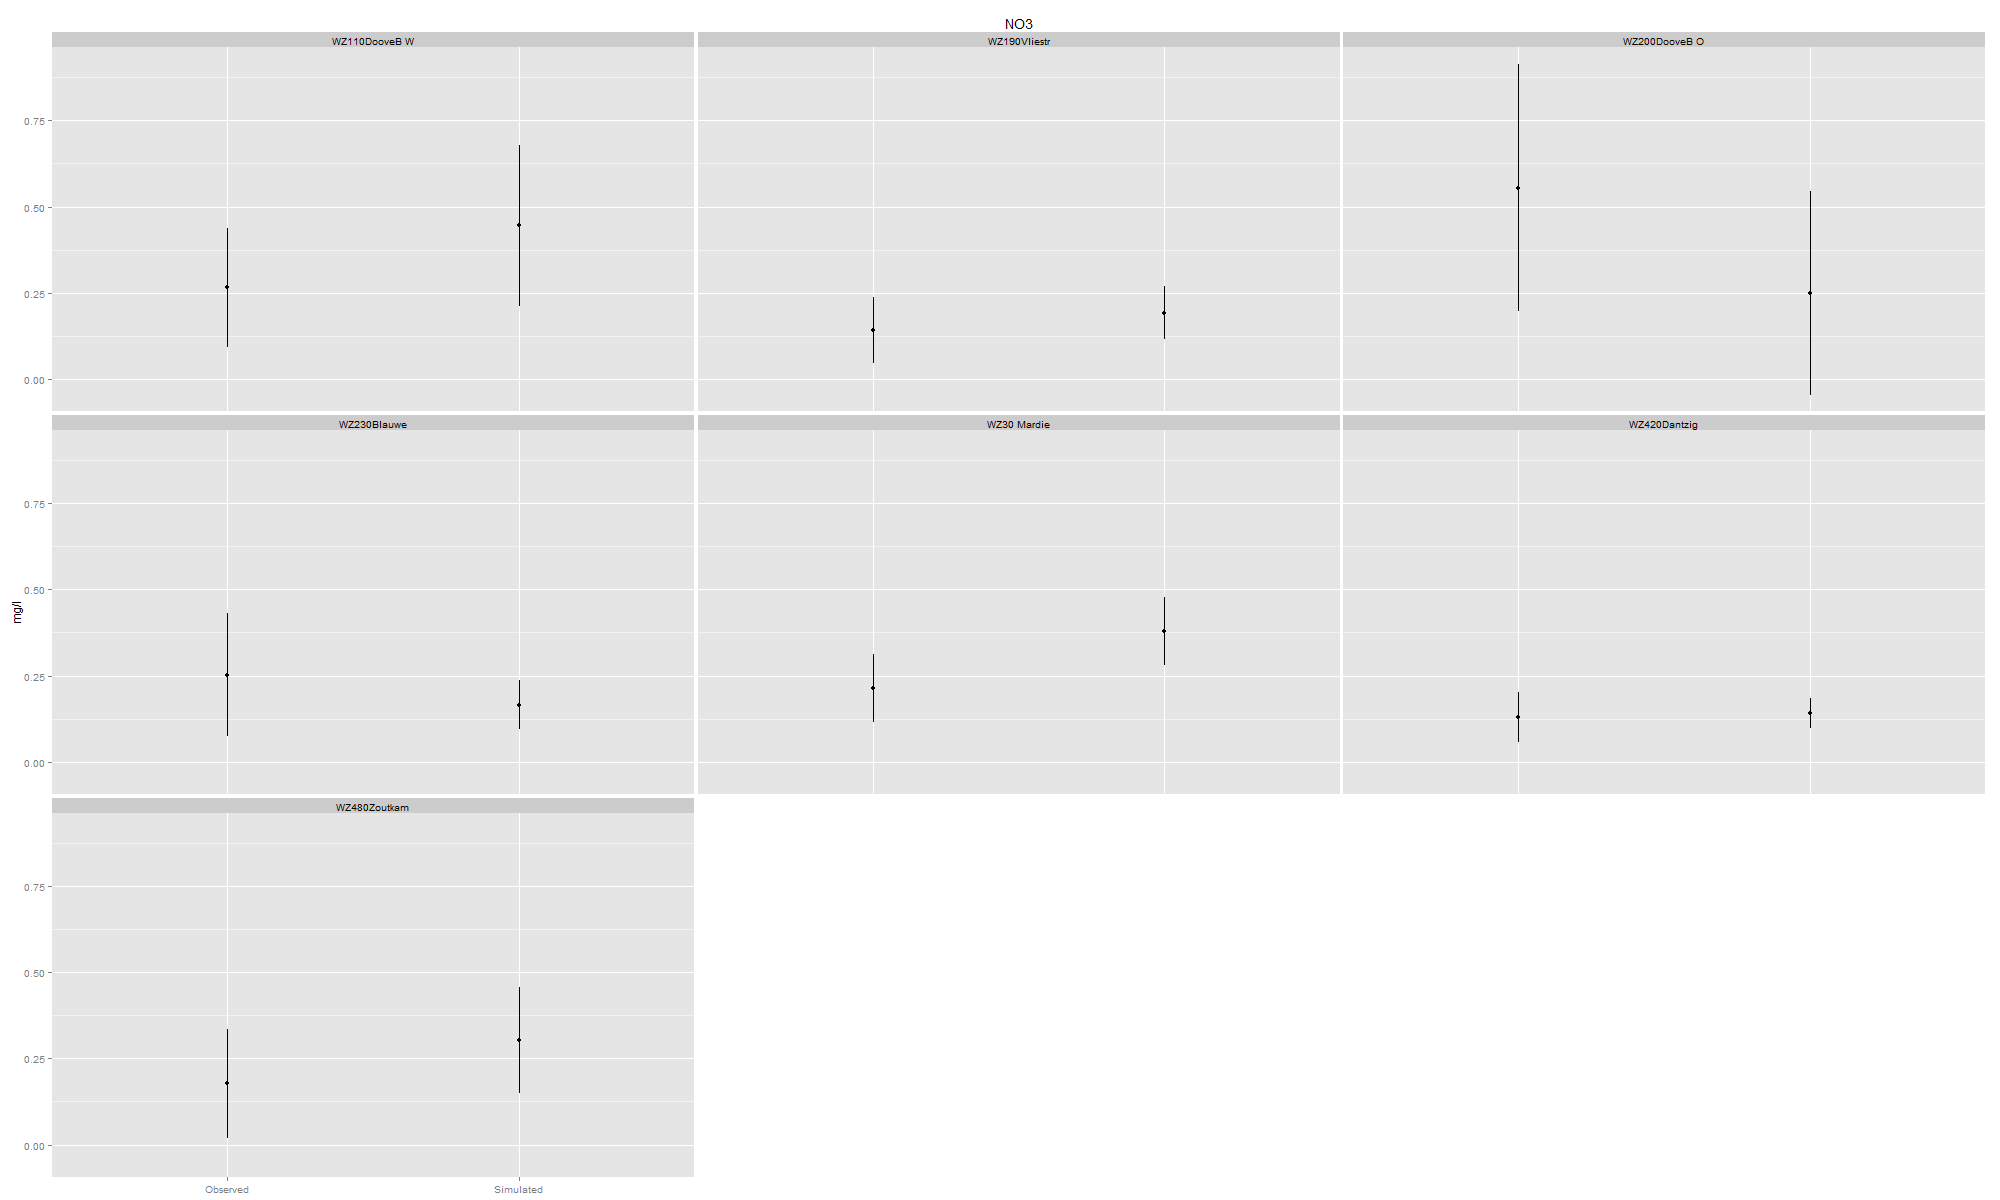 NO3
WZ110DooveB W
WZ190Vliestr
WZ200DooveB O
0.75
0.50
0.25
0.00
WZ230Blauwe
WZ30 Mardie
WZ420Dantzig
0.75
0.50
0.25
0.00
mg/l
WZ480Zoutkam
0.75
0.50
0.25
0.00
Observed
Simulated